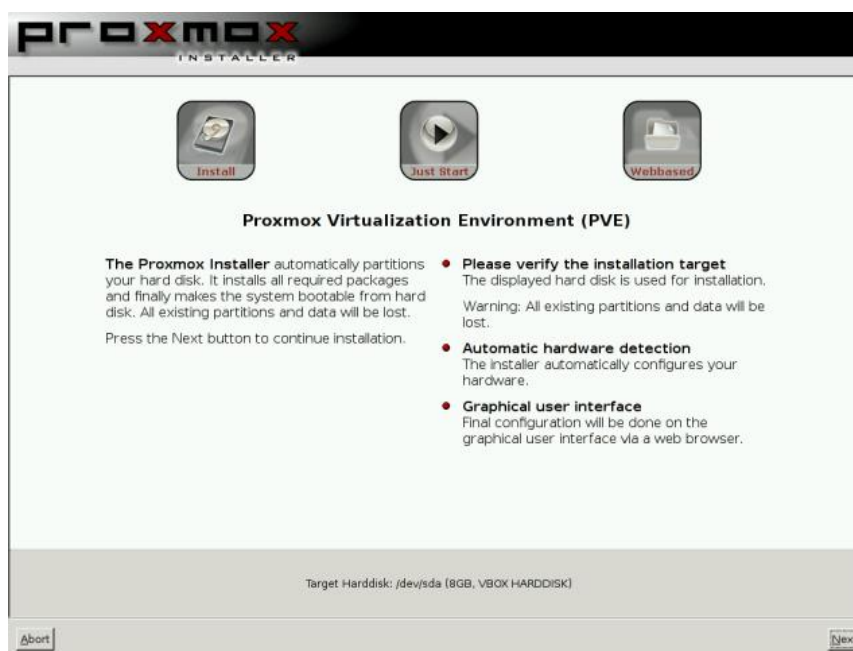 proxmox
INSTALLER
Install
Just Start
Webbased
Proxmox Virtualization Environment (PVE)
The Proxmox Installer automatically partitions
your hard disk. It installs all required packages
and finally makes the system bootable from hard
disk. All existing partitions and data will be lost.
Press the Next button to continue installation.
Please verify the installation target
The displayed hard disk is used for installation.
Warning: All existing partitions and data will be
lost.
Automatic hardware detection
The installer automatically configures your
hardware.
Graphical user interface
Final configuration will be done on the
graphical user interface via a web browser.
Target Harddisk: /dev/sda (8GB, VBOX HARDDISK)
Abort
Nex